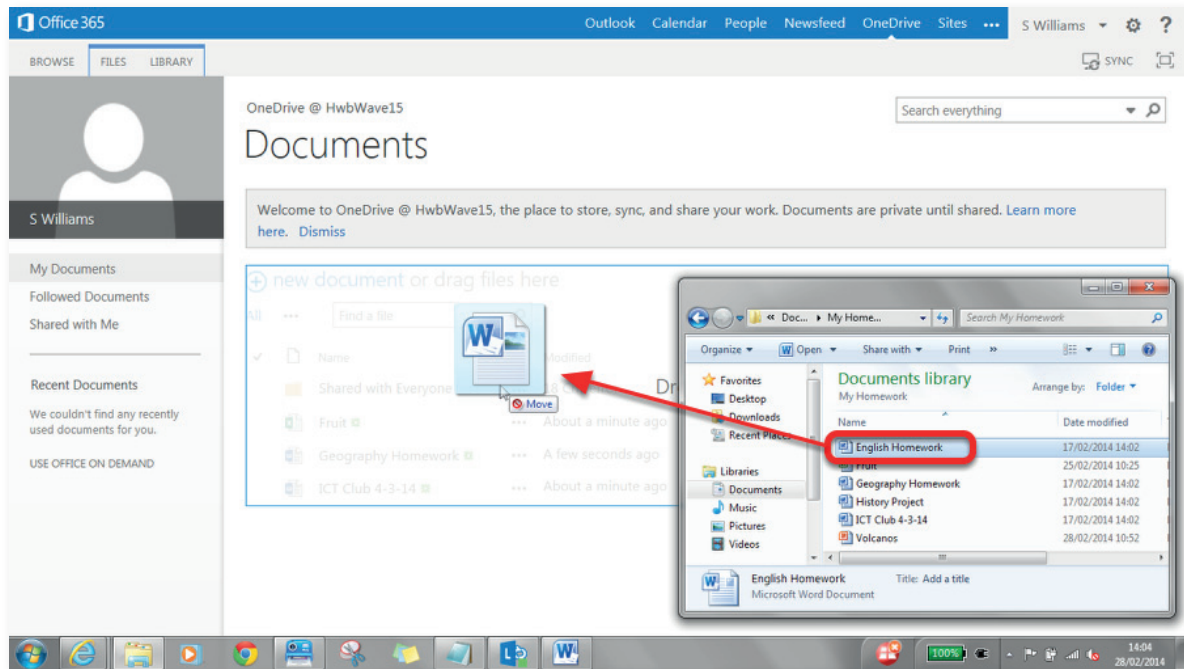 Office 365
Outlook Calendar People Newsfeed OneDrive Sites ••• S Williams ?
BROWSE FILES LIBRARY
SYNC
OneDrive @ HwbWave15
Search everything
Documents
S Williams
Welcome to OneDrive @ HwbWave15, the place to store, sync, and share your work. Documents are private until shared. Learn more
here. Dismiss
My Documents
Followed Documents
Shared with Me
Recent Documents
We couldn't find any recently
used documents for you.
USE OFFICE ON DEMAND
new document or drag files here
All ••• Find a file
Name Modified
Shared with Everyone
Dr
Fruit ••• About a minute ago
Geography Homework ••• A few seconds ago
ICT Club 4-3-14 ••• About a minute ago
W
Move
« Doc... My Home... Search My Homework
Organize W Open Share with Print »
Favorites
Desktop
Downloads
Recent Places
Libraries
Documents
Music
Pictures
Videos
Documents library
My Homework
Arrange by: Folder
Name Date modified
English Homework 17/02/2014 14:02
Fruit 25/02/2014 10:25
Geography Homework 17/02/2014 14:02
History Project 17/02/2014 14:02
ICT Club 4-3-14 17/02/2014 14:02
Volcanos 28/02/2014 10:52
English Homework Title: Add a title
Microsoft Word Document
100%
14:04
28/02/2014